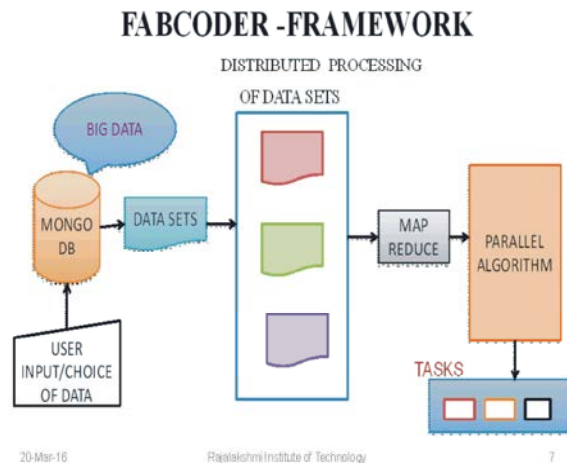 FABCODER -FRAMEWORK
DISTRIBUTED PROCESSING
OF DATA SETS
BIG DATA
MONGO
DB
DATA SETS
MAP
REDUCE
PARALLEL
ALGORITHM
USER
INPUT/CHOICE
OF DATA
TASKS
20-Mar-16
Rajalakshmi Institute of Technology
7